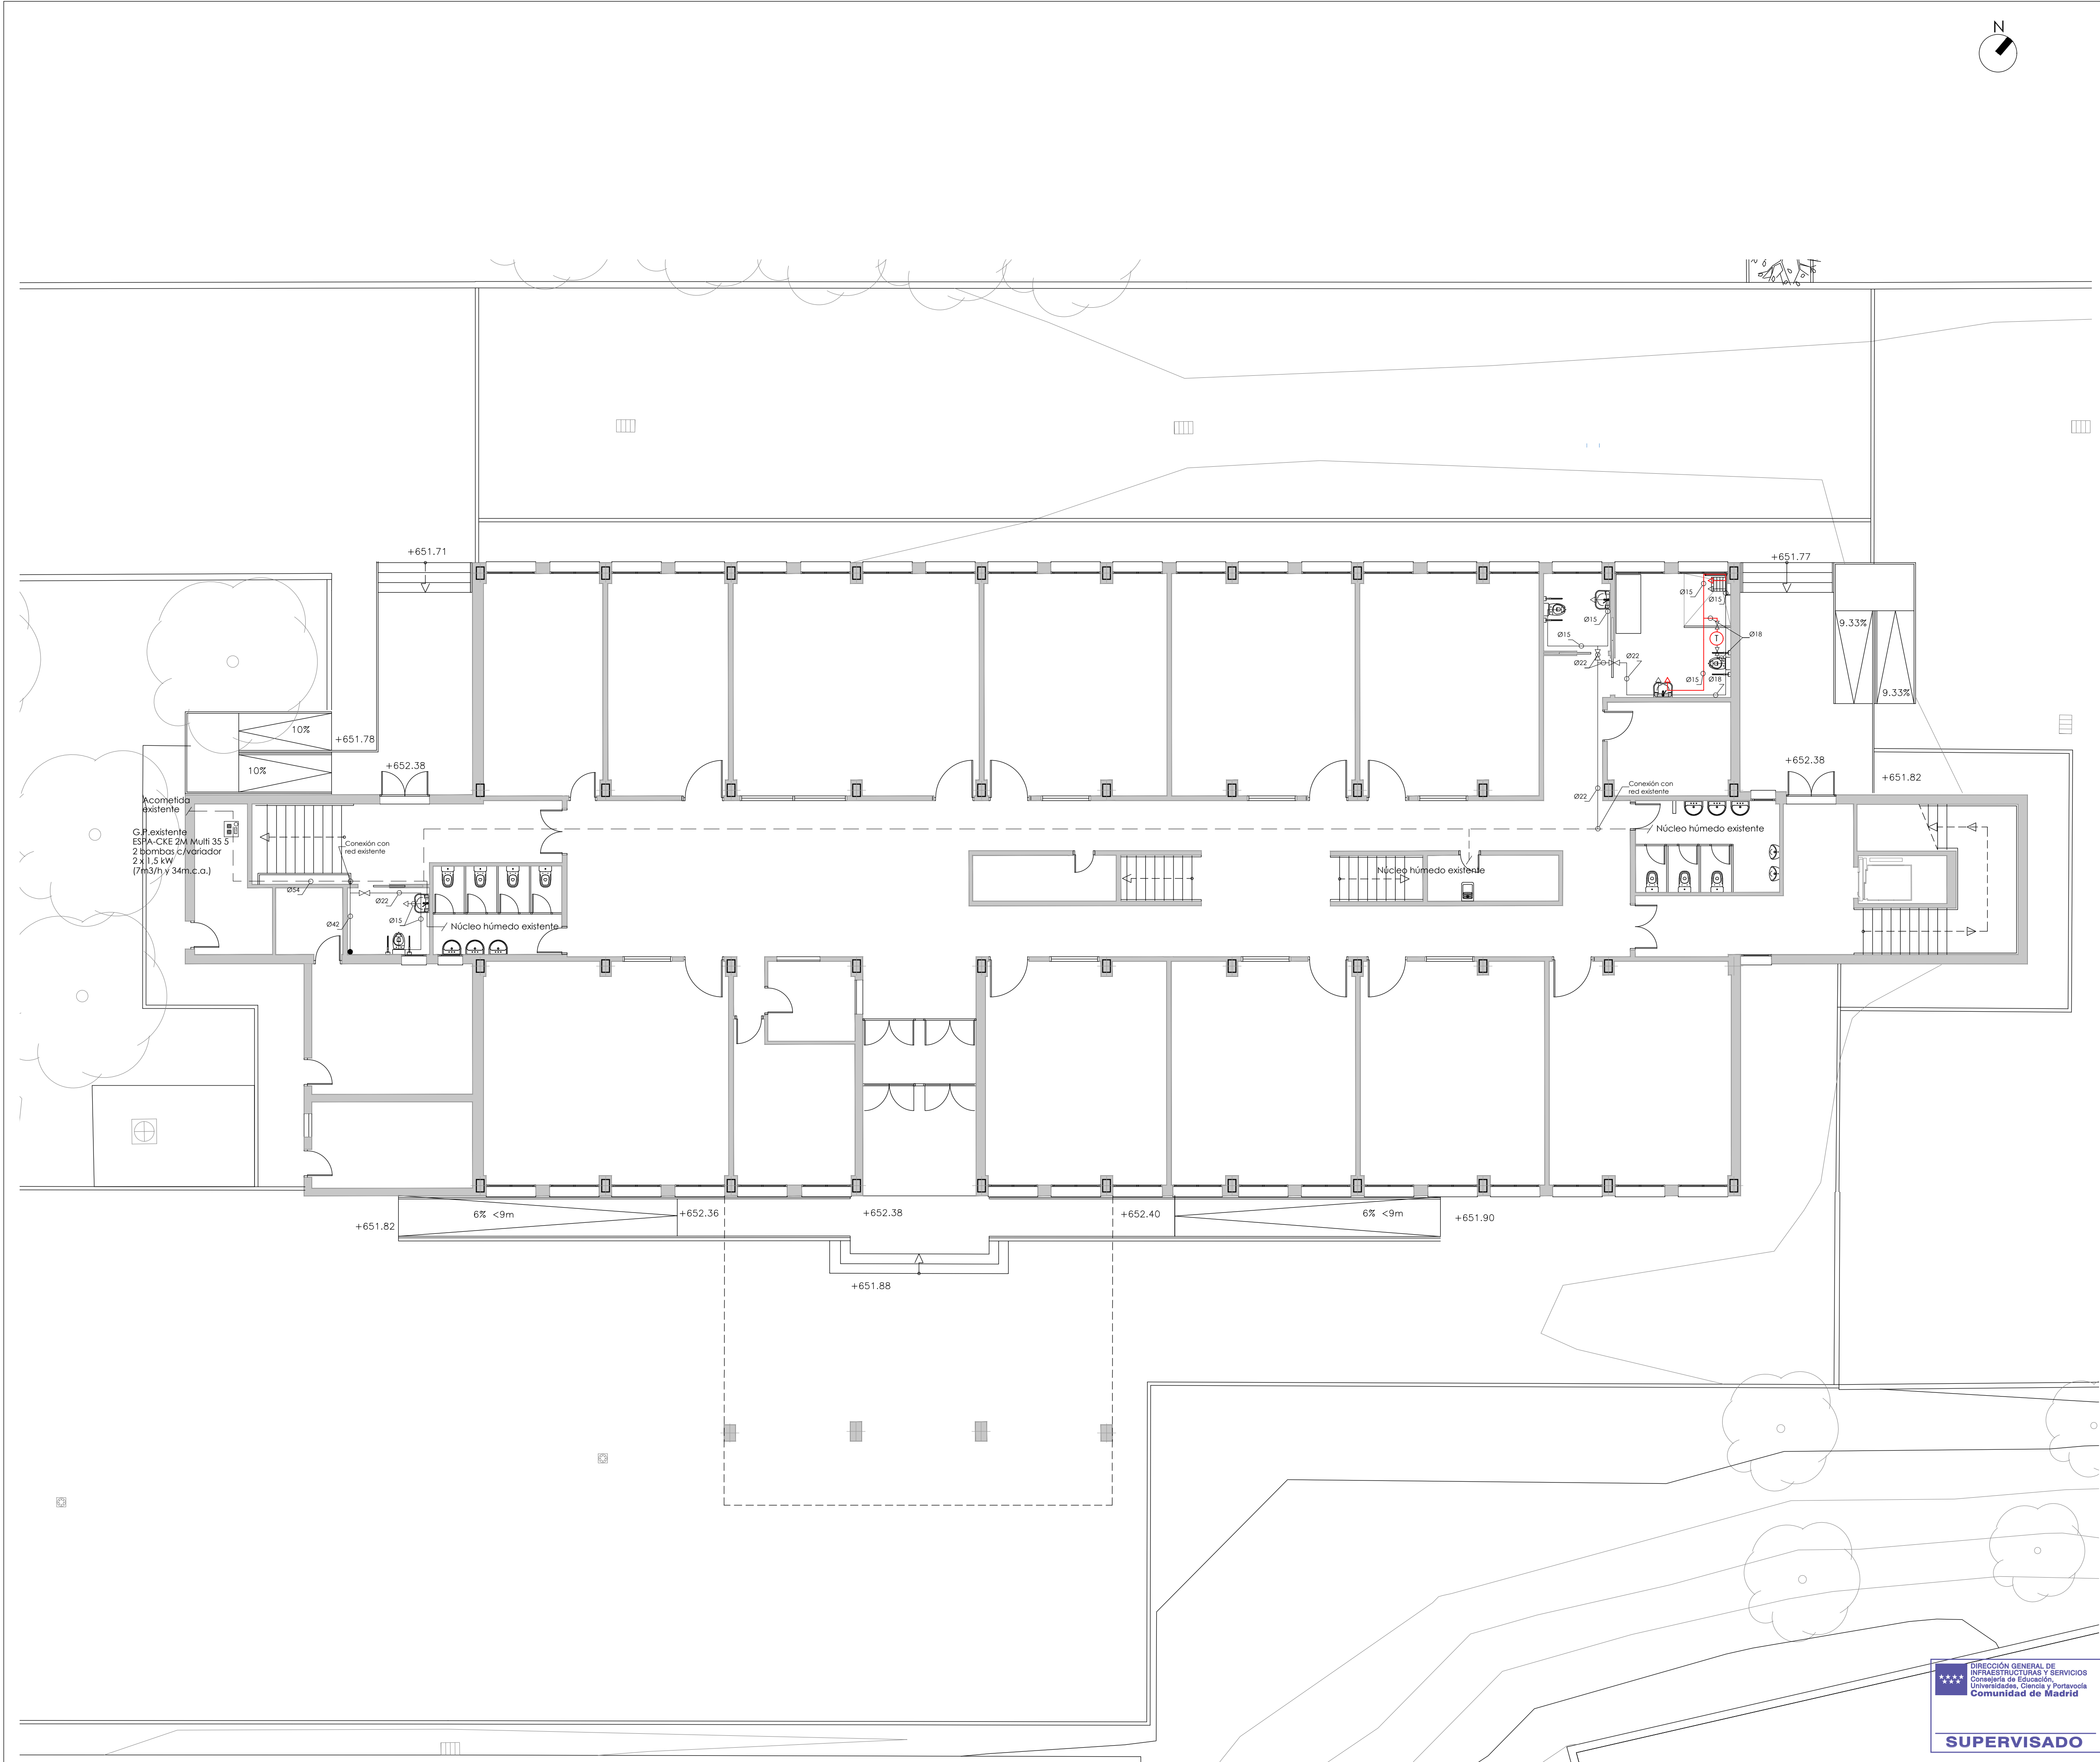 N
+651.71
+651.77
Ø15
Ø15
Ø15
Ø15
Ø18
Ø22
Ø22
Ø15
Ø18
9.33%
9.33%
10%
+651.78
10%
+652.38
+652.38
+651.82
Acometida
existente
G.P.existente
ESPA-CKE 2M Multi 35 5
2 bombas c/variador
2 x 1,5 kW
(7m3/h y 34m.c.a.)
Conexión con
red existente
Conexión con
red existente
Ø22
Núcleo húmedo existente
Núcleo húmedo existente
Ø54
Ø22
Ø42
Ø15
Núcleo húmedo existente
T
+651.82
6% <9m
+652.36
+652.38
+652.40
6% <9m
+651.90
+651.88
DIRECCIÓN GENERAL DE
INFRAESTRUCTURAS Y SERVICIOS
Consejería de Educación,
Universidades, Ciencia y Portavocía
Comunidad de Madrid
SUPERVISADO